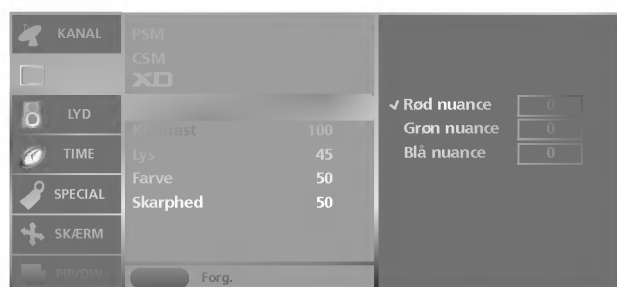 KANAL
LYD
TIME
SPECIAL
SKÆRM
PIP/DW
PSM
CSM
XD
Kontrast 100
Lys 45
Farve 50
Skarphed 50
Forg.
✓ Rød nuance 0
Grøn nuance 0
Blå nuance 0